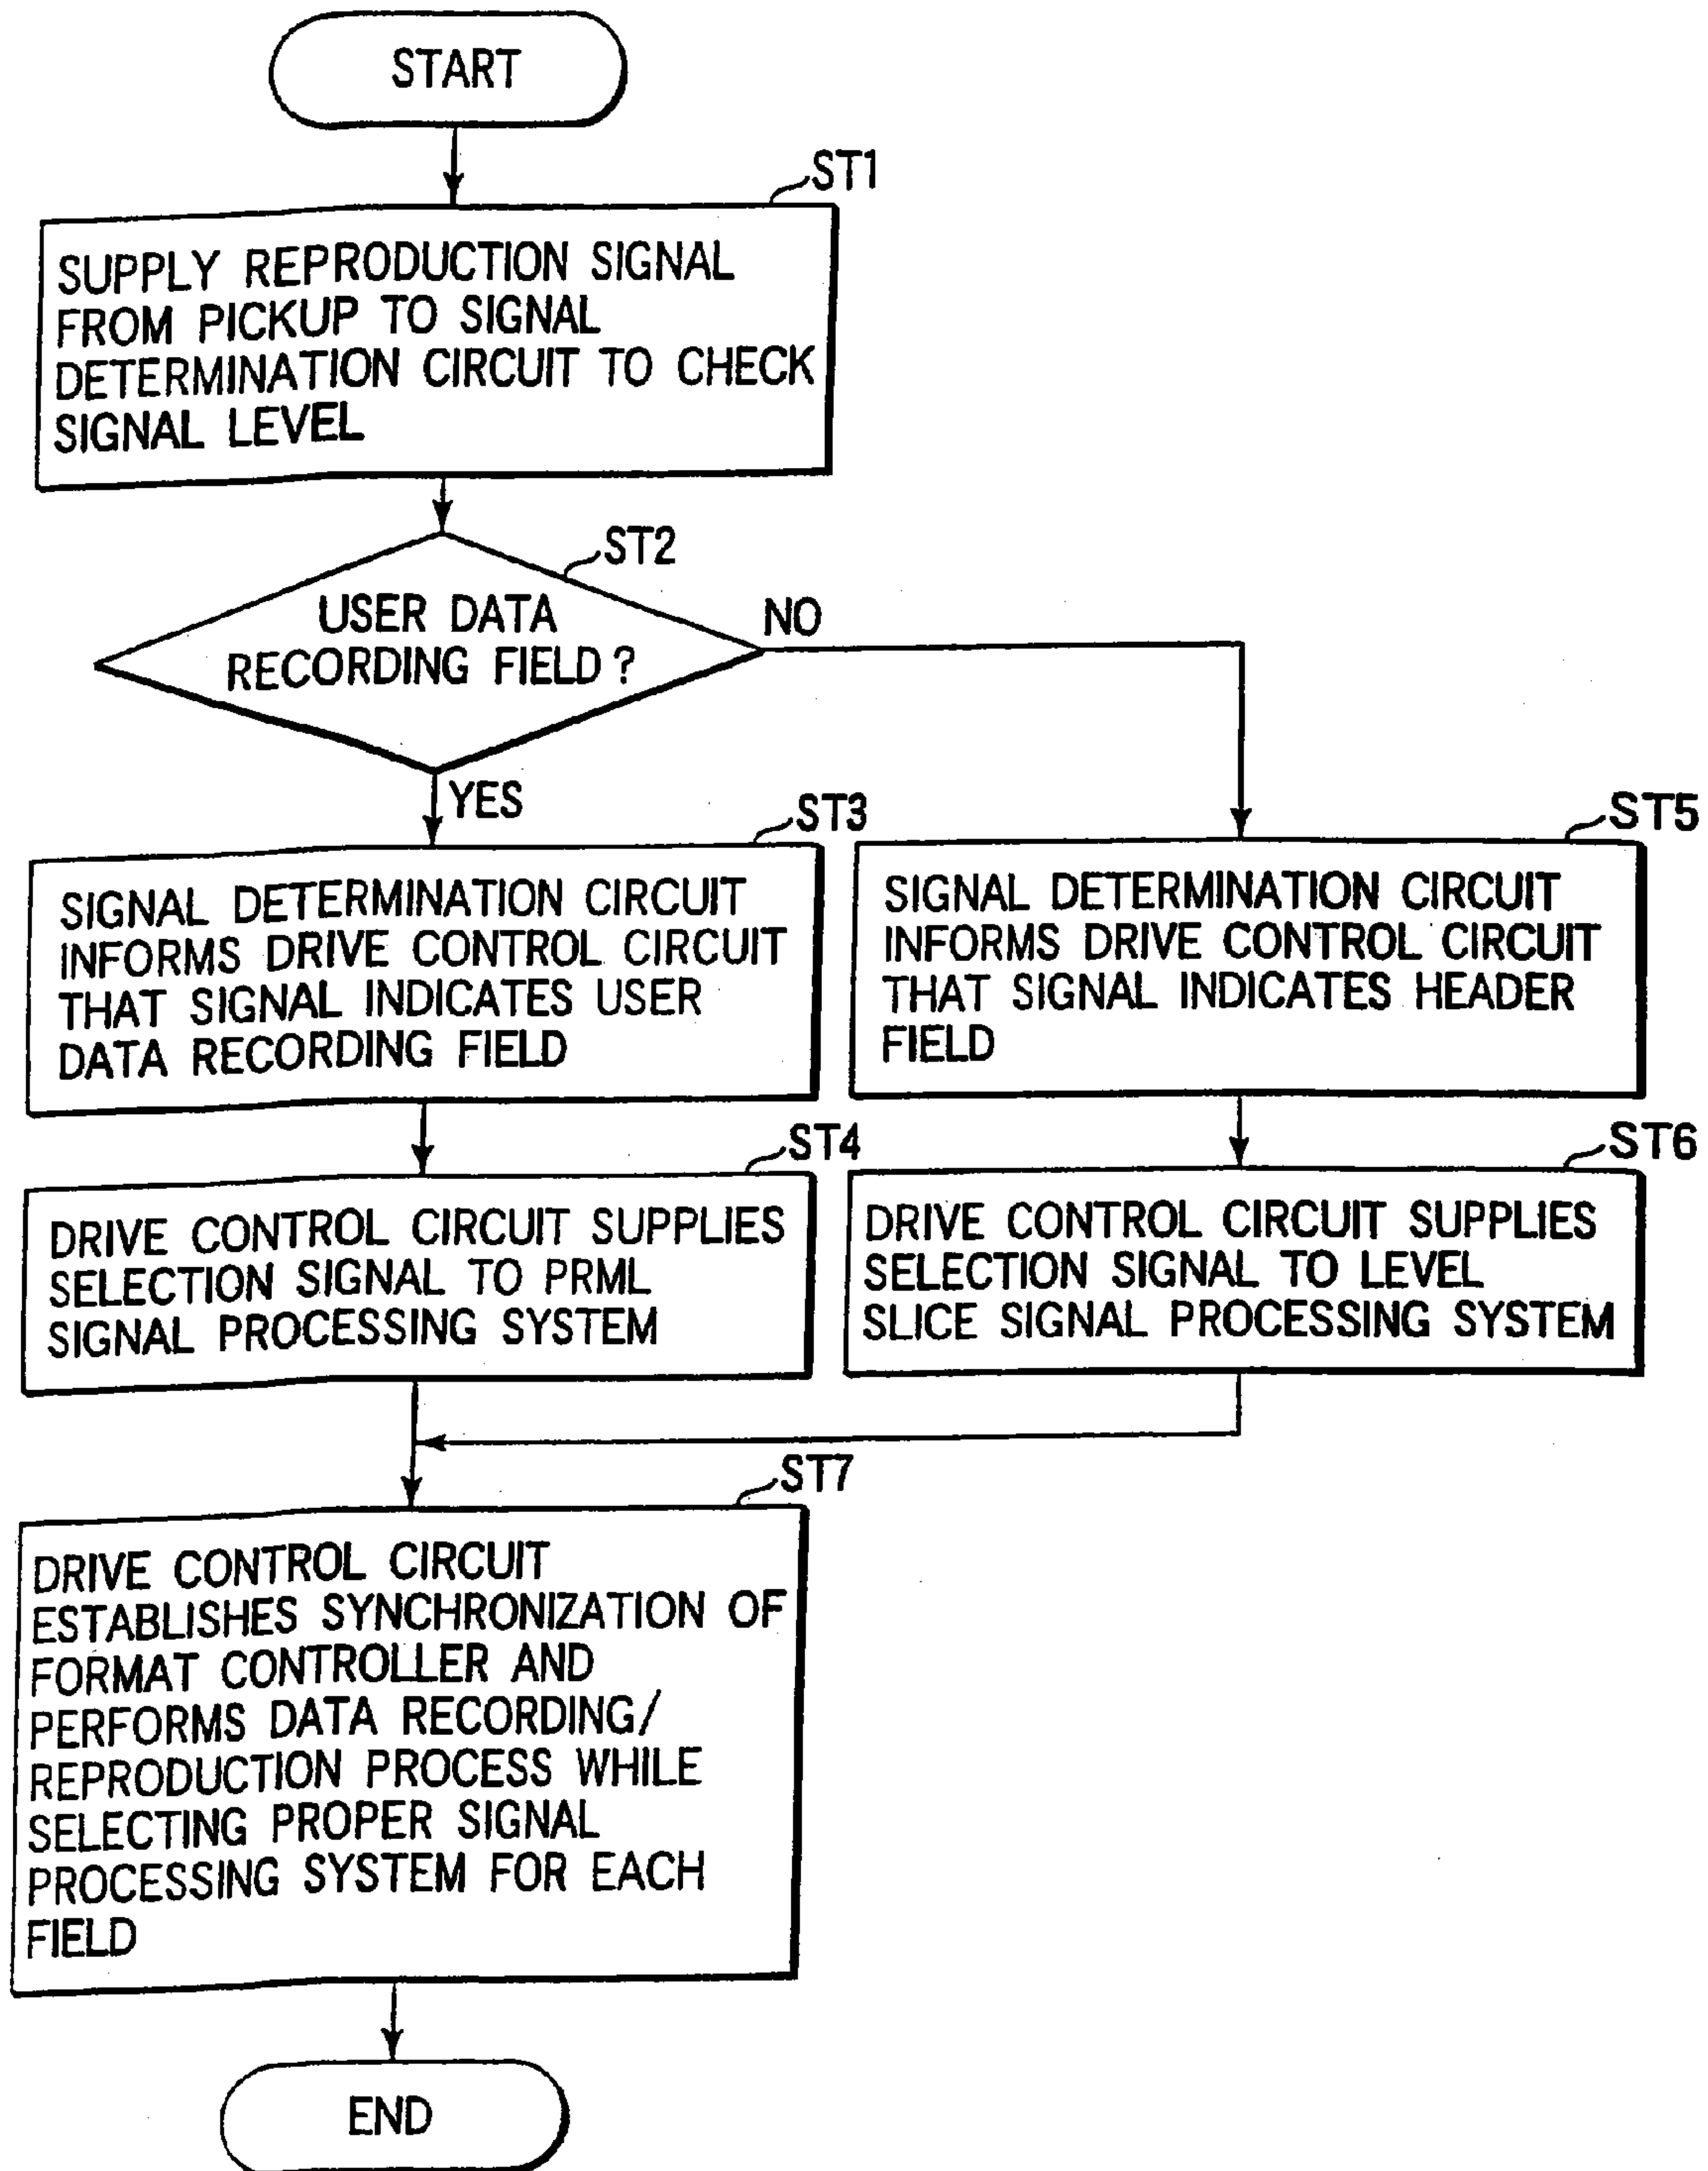 START
ST1
SUPPLY REPRODUCTION SIGNAL
FROM PICKUP TO SIGNAL
DETERMINATION CIRCUIT TO CHECK
SIGNAL LEVEL
ST2
USER DATA
RECORDING FIELD?
NO
YES
ST3
SIGNAL DETERMINATION CIRCUIT
INFORMS DRIVE CONTROL CIRCUIT
THAT SIGNAL INDICATES USER
DATA RECORDING FIELD
ST5
SIGNAL DETERMINATION CIRCUIT
INFORMS DRIVE CONTROL CIRCUIT
THAT SIGNAL INDICATES HEADER
FIELD
ST4
DRIVE CONTROL CIRCUIT SUPPLIES
SELECTION SIGNAL TO PRML
SIGNAL PROCESSING SYSTEM
ST6
DRIVE CONTROL CIRCUIT SUPPLIES
SELECTION SIGNAL TO LEVEL
SLICE SIGNAL PROCESSING SYSTEM
ST7
DRIVE CONTROL CIRCUIT
ESTABLISHES SYNCHRONIZATION OF
FORMAT CONTROLLER AND
PERFORMS DATA RECORDING/
REPRODUCTION PROCESS WHILE
SELECTING PROPER SIGNAL
PROCESSING SYSTEM FOR EACH
FIELD
END